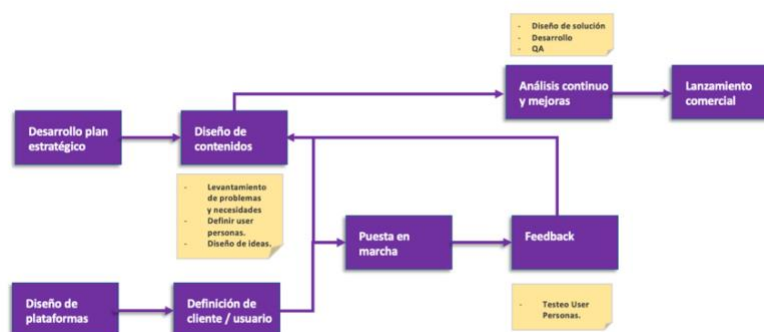 - Diseño de solución
- Desarrollo
- QA
Análisis continuo
y mejoras
Lanzamiento
comercial
Desarrollo plan
estratégico
Diseño de
contenidos
- Levantamiento
de problemas
y necesidades
- Definir user
personas.
- Diseño de ideas.
Puesta en
marcha
Feedback
Diseño de
plataformas
Definición de
cliente / usuario
- Testeo User
Personas.